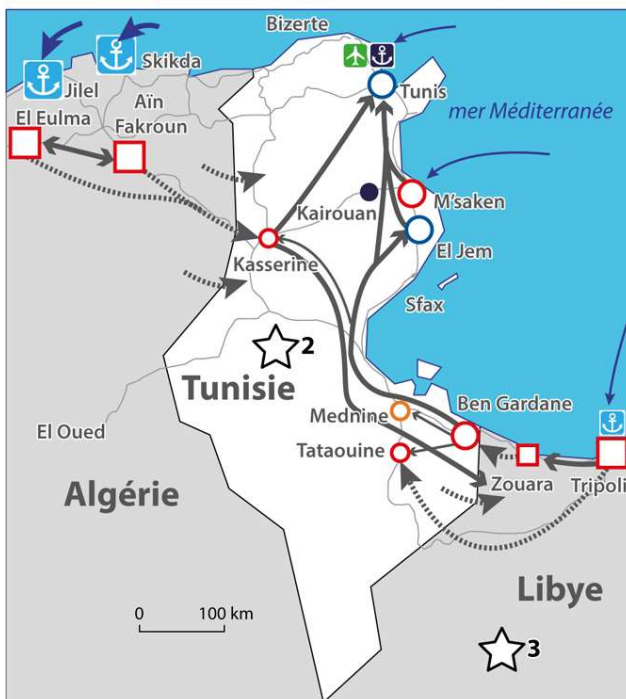 Bizerte
Skikda
Jilel
Tunis
Aïn
Fakroun
El Eulma
mer Méditerranée
M'saken
Kairouan
El Jem
Kasserine
Sfax
2
Tunisie
Ben Gardane
Mednine
El Oued
Tataouine
Zouara
Tripoli
Algérie
Libye
0
100 km
3